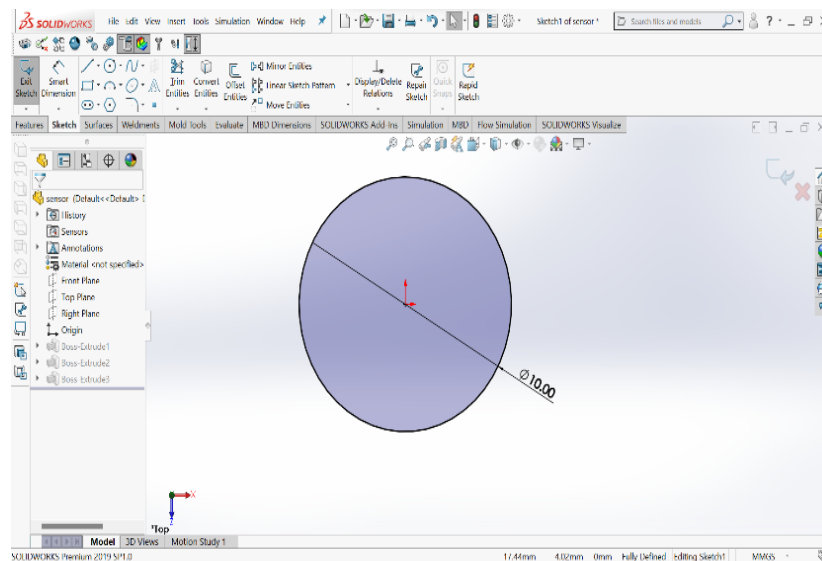 SOLIDWORKS File Edit View Insert Tools Simulation Window Help Sketch1 of sensor * Search files and models
Exit Sketch
Smart Dimension
Trim Entities
Convert Entities
Offset Entities
Mirror Entities
Linear Sketch Pattern
Move Entities
Display/Delete Relations
Repair Sketch
Quick Snaps
Rapid Sketch
Features Sketch Surfaces Weldments Mold Tools Evaluate MBD Dimensions SOLIDWORKS Add-Ins Simulation MBD Flow Simulation SOLIDWORKS Visualize
sensor (Default<<Default>
History
Sensors
Annotations
Material <not specified>
Front Plane
Top Plane
Right Plane
Origin
Boss-Extrude1
Boss-Extrude2
Boss-Extrude3
Ø10.00
X
Z
*Top
Model 3D Views Motion Study 1
SOLIDWORKS Premium 2019 SP1.0 17.44mm 4.02mm 0mm Fully Defined Editing Sketch1 MMGS